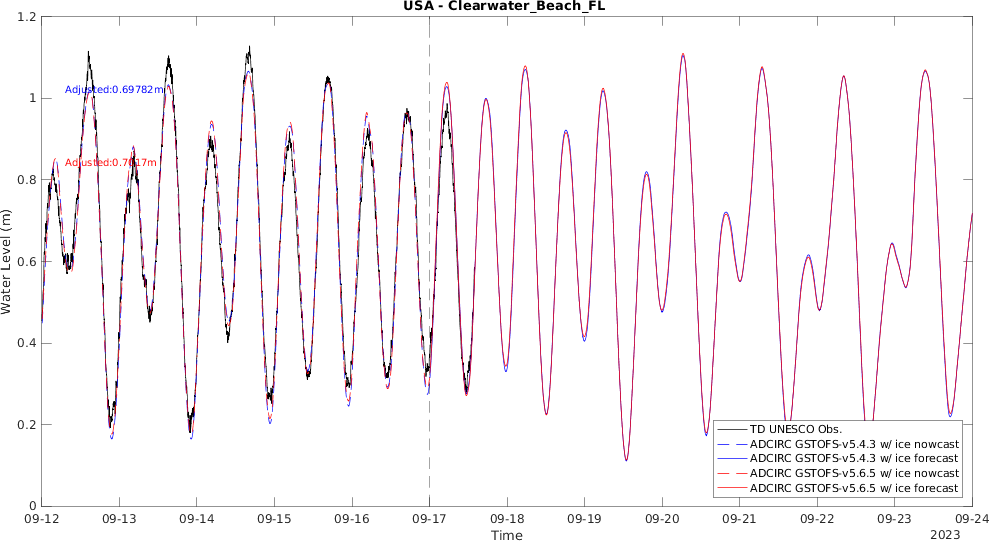 USA - Clearwater_Beach_FL
1.2
1
0.8
0.6
0.4
0.2
0
Water Level (m)
Adjusted:0.69782m
TD UNESCO Obs.
ADCIRC GSTOFS-v5.4.3 w/ ice nowcast
ADCIRC GSTOFS-v5.4.3 w/ ice forecast
ADCIRC GSTOFS-v5.6.5 w/ ice nowcast
ADCIRC GSTOFS-v5.6.5 w/ ice forecast
09-12 09-13 09-14 09-15 09-16 09-17 09-18 09-19 09-20 09-21 09-22 09-23 09-24
Time
2023